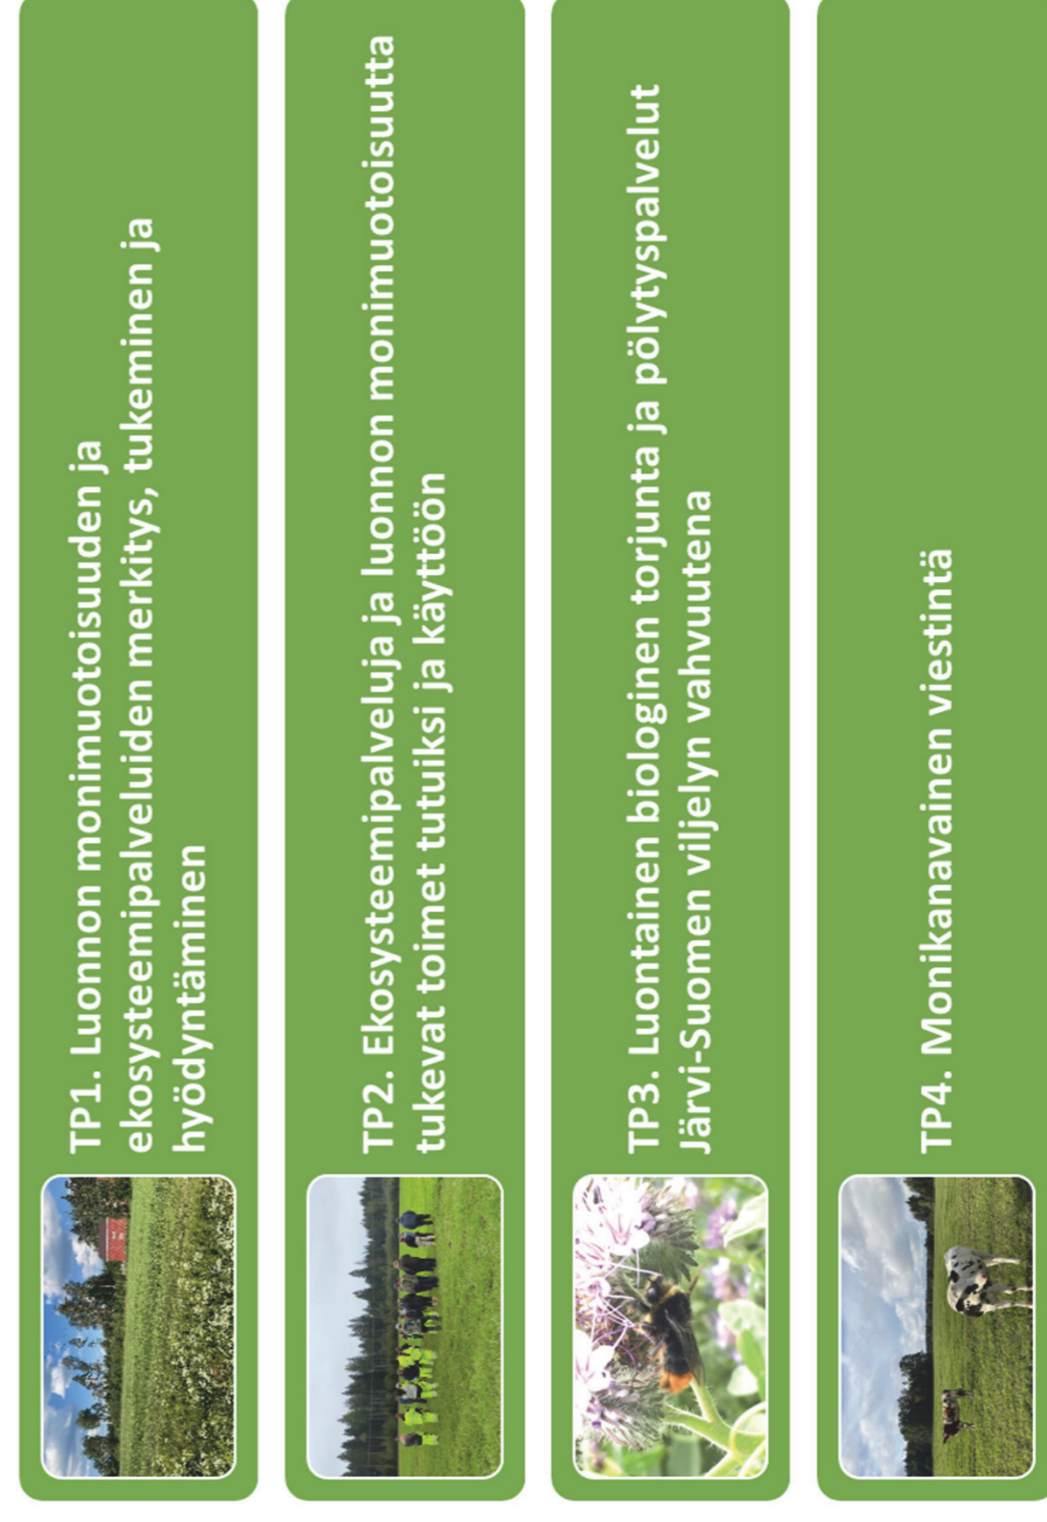 TP1. Luonnon monimuotoisuuden ja
ekosysteemipalveluiden merkitys, tukeminen ja
hyödyntäminen
TP2. Ekosysteemipalveluja ja luonnon monimuotoisuutta
tukevat toimet tutuiksi ja käyttöön
TP3. Luontainen biologinen torjunta ja pölytyspalvelut
Järvi-Suomen viljelyn vahvuutena
TP4. Monikanavainen viestintä